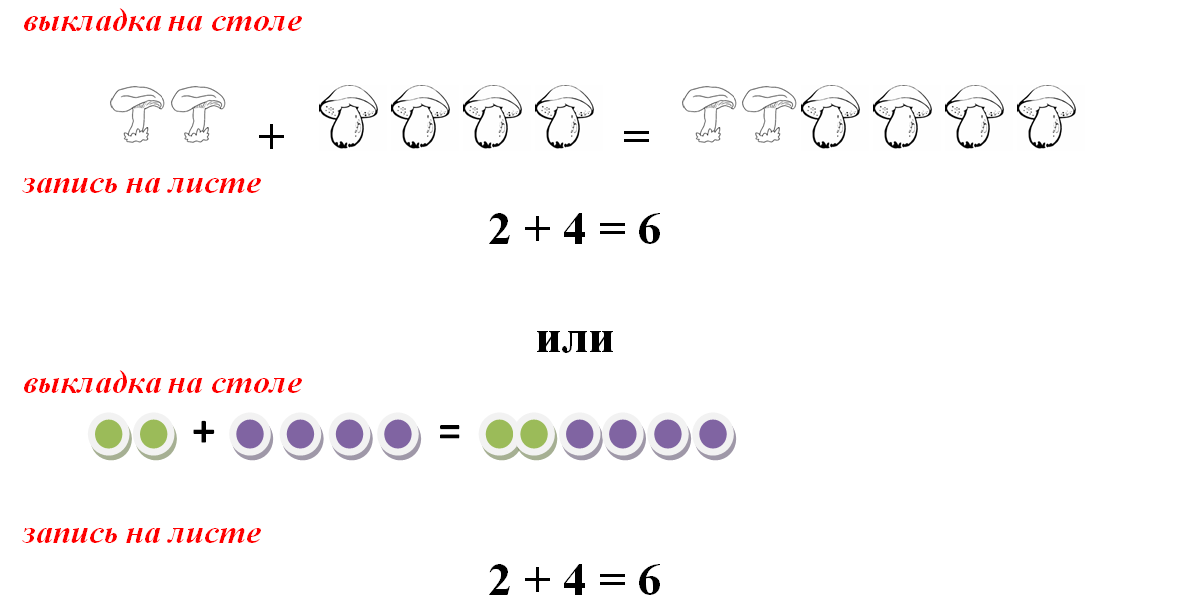 выкладка на столе
+ =
запись на листе
2 + 4 = 6
или
выкладка на столе
+ =
запись на листе
2 + 4 = 6